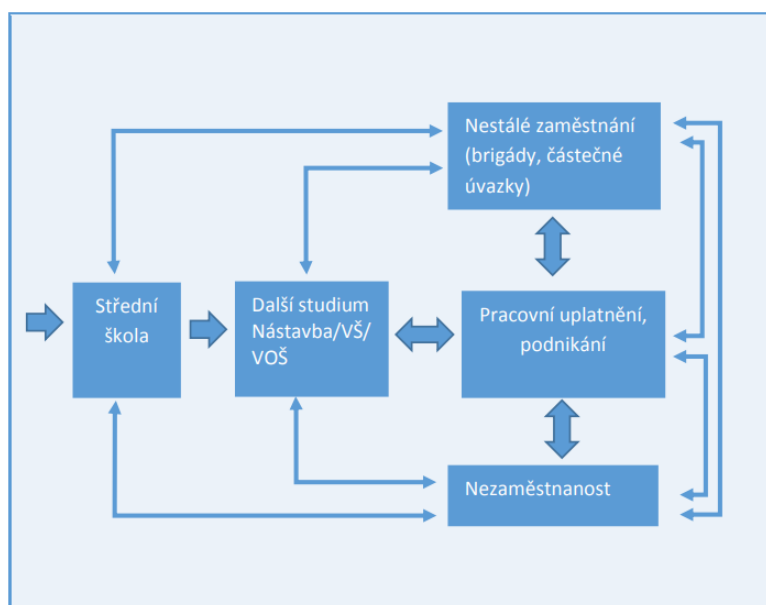 Nestálé zaměstnání
(brigády, částečné
úvazky)
Střední
škola
Další studium
Nástavba/VŠ/
VOŠ
Pracovní uplatnění,
podnikání
Nezaměstnanost